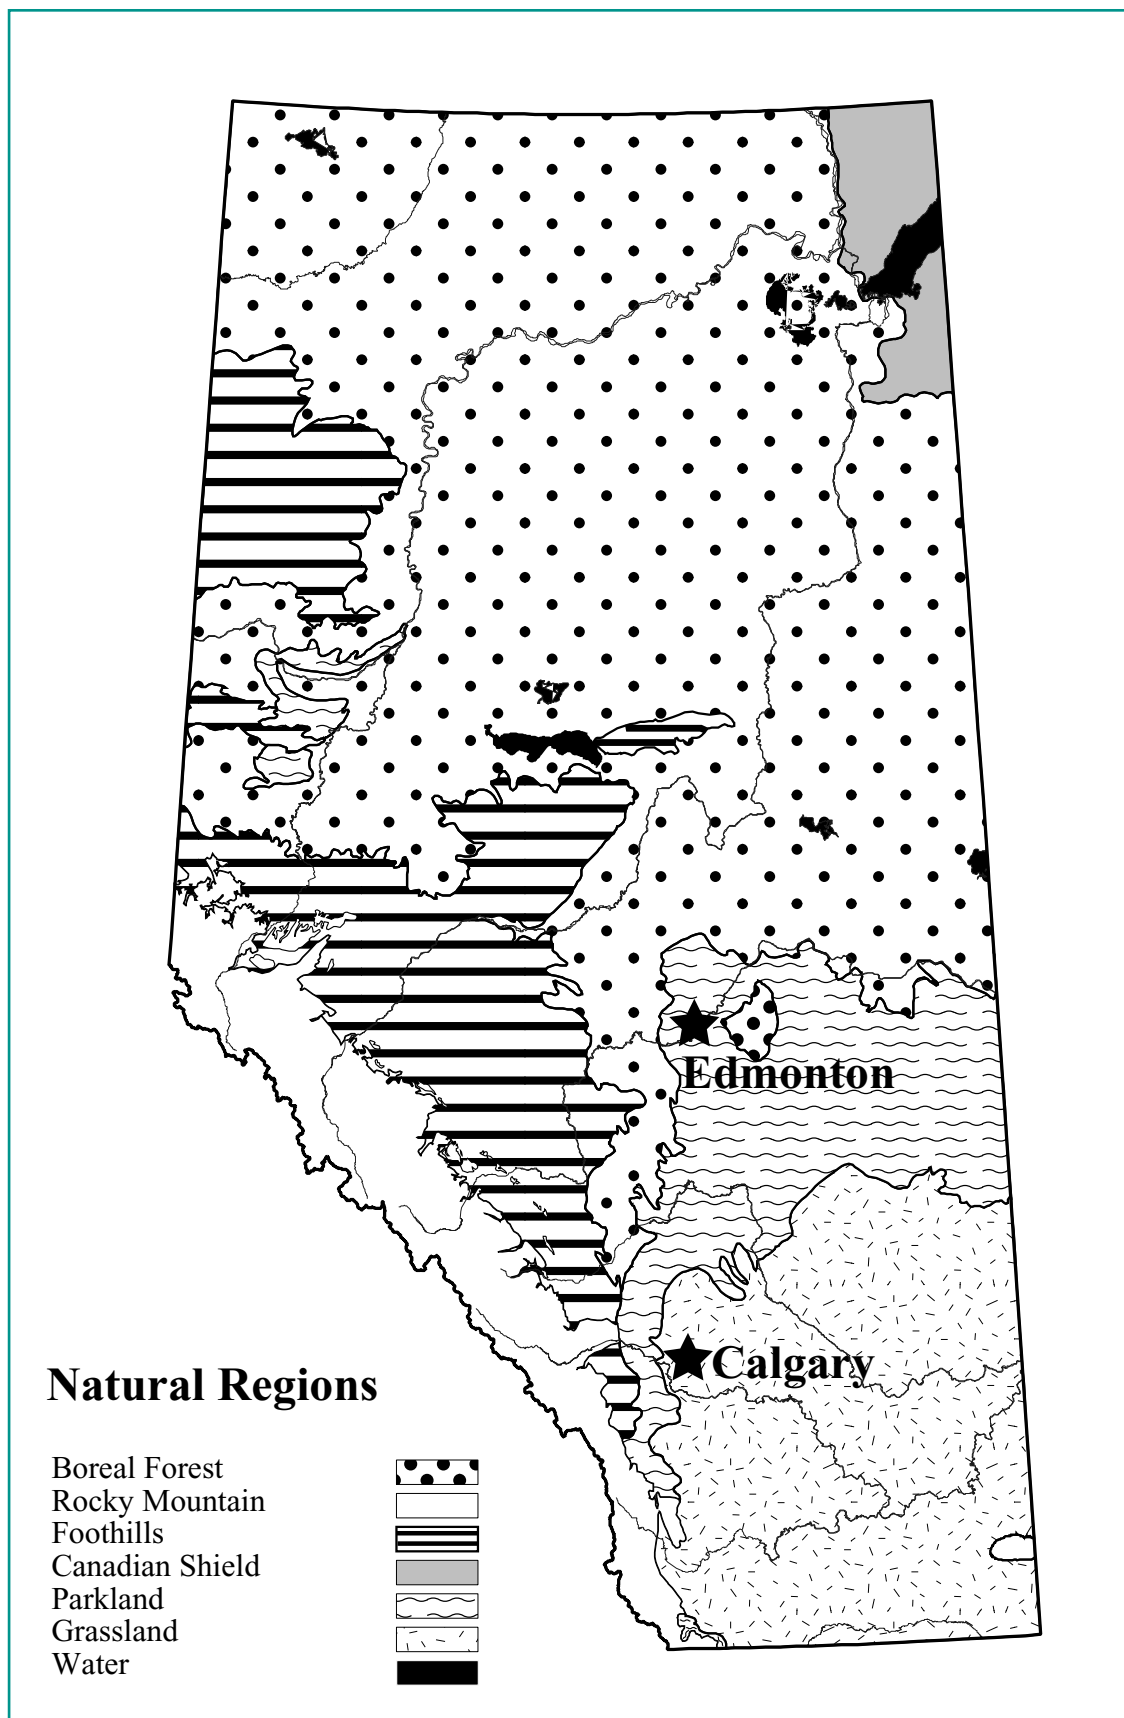 Edmonton
Calgary
Natural Regions
Boreal Forest
Rocky Mountain
Foothills
Canadian Shield
Parkland
Grassland
Water